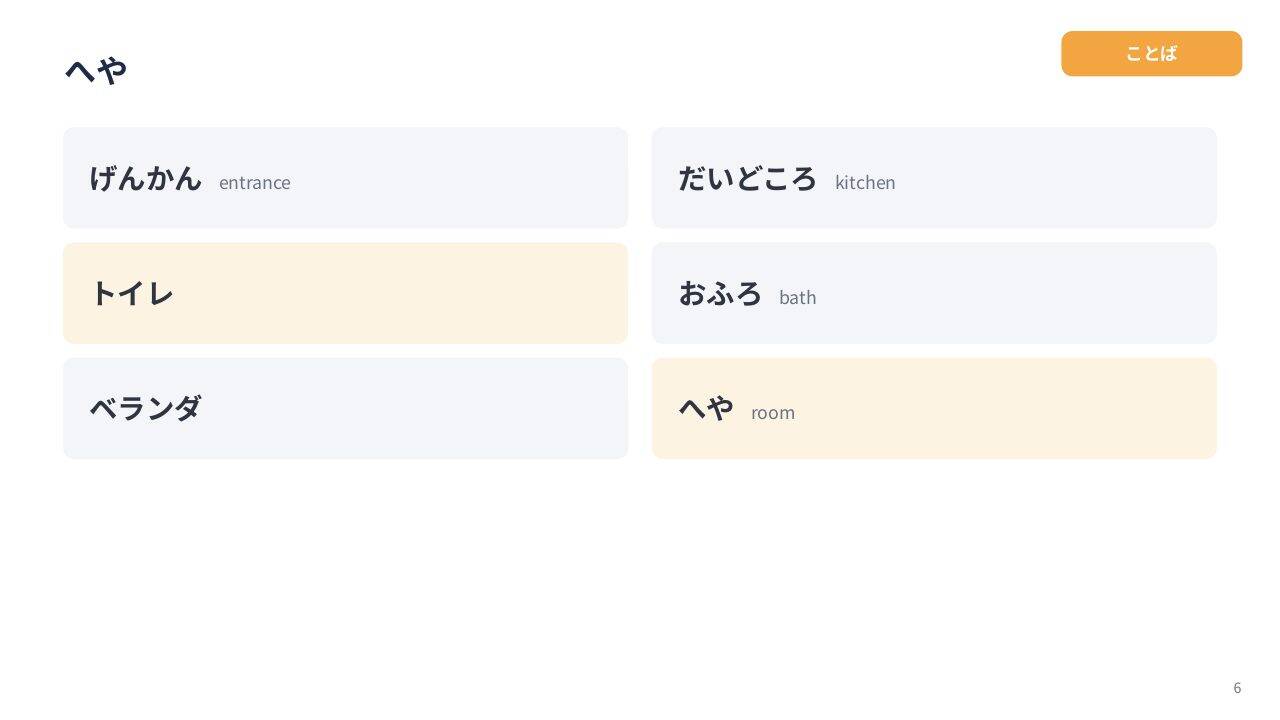 へや
ことば
げんかん entrance
だいどころ kitchen
トイレ
おふろ bath
ベランダ
へや room
6